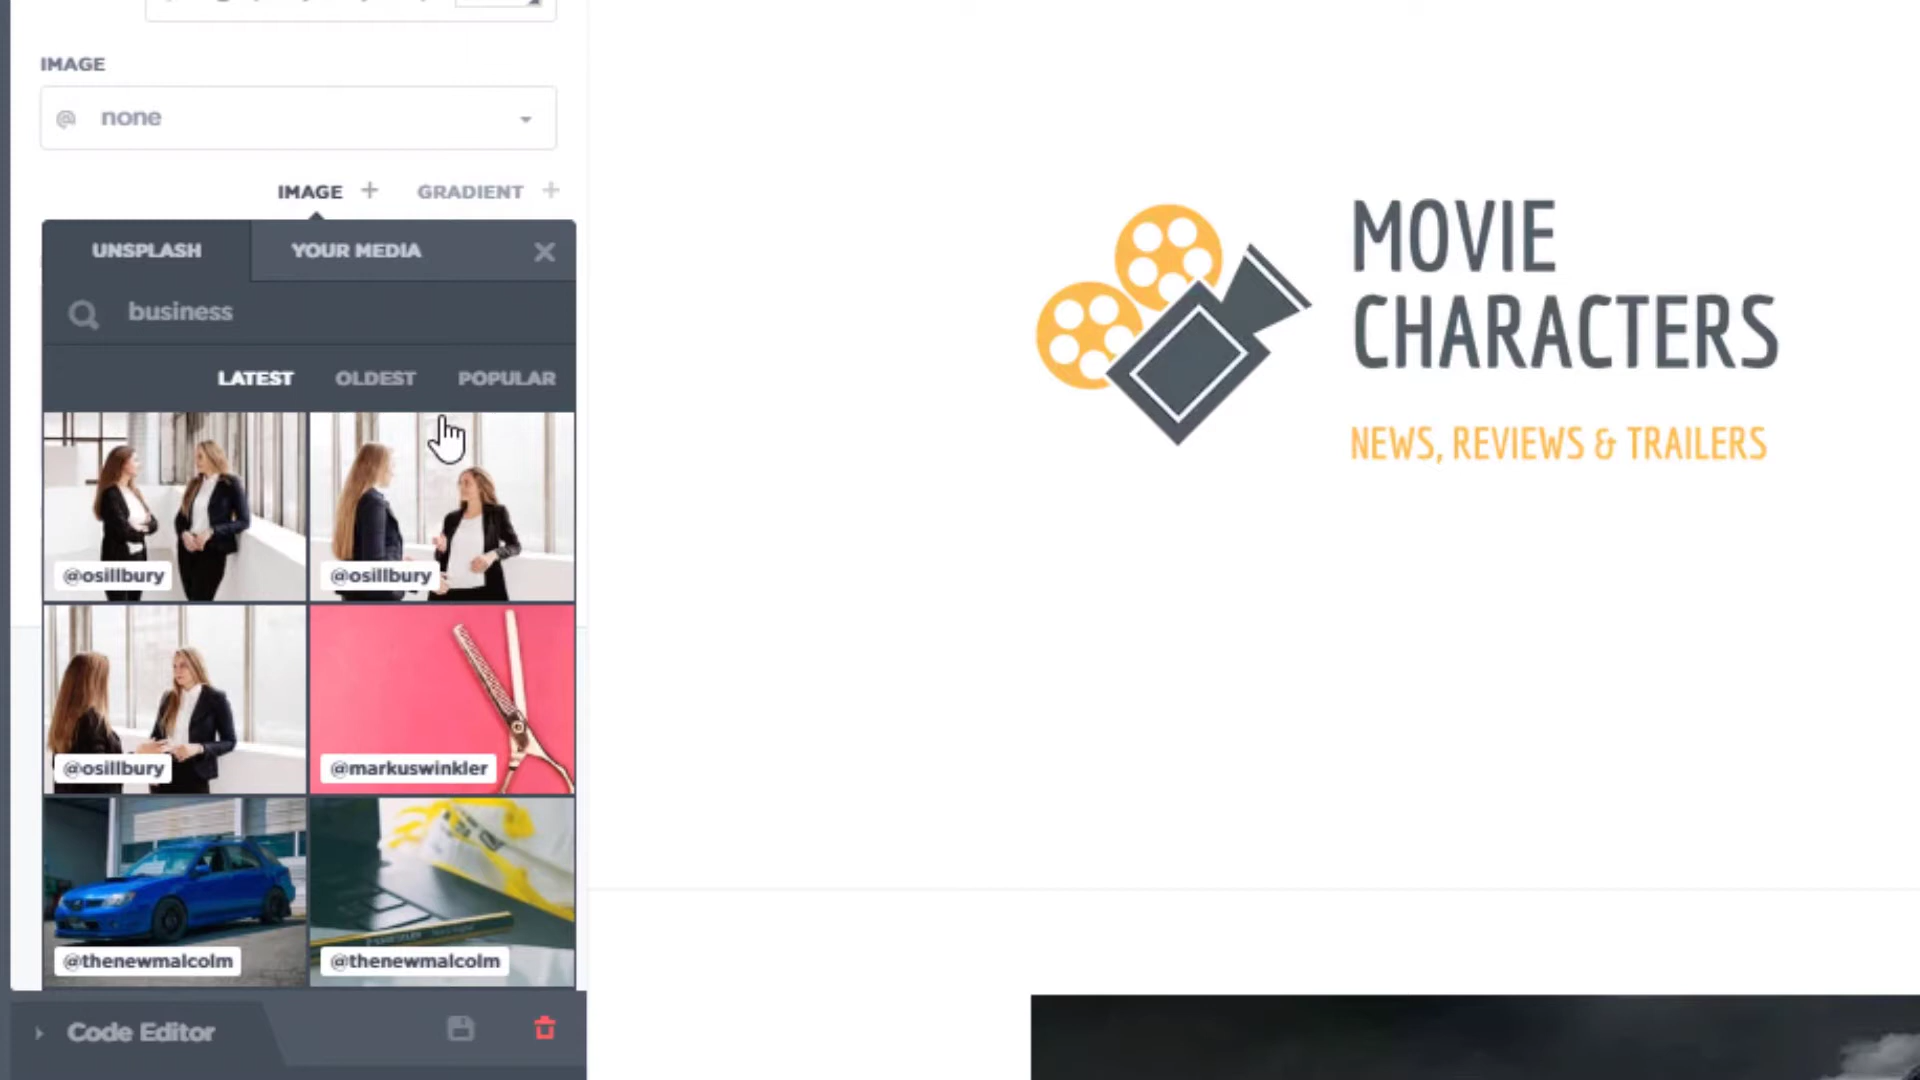 IMAGE
@ none
IMAGE + GRADIENT +
UNSPLASH YOUR MEDIA ×
business
LATEST OLDEST POPULAR
@osillbury @osillbury
@osillbury @markuswinkler
@thenewmalcolm @thenewmalcolm
Code Editor
MOVIE
CHARACTERS
NEWS, REVIEWS & TRAILERS